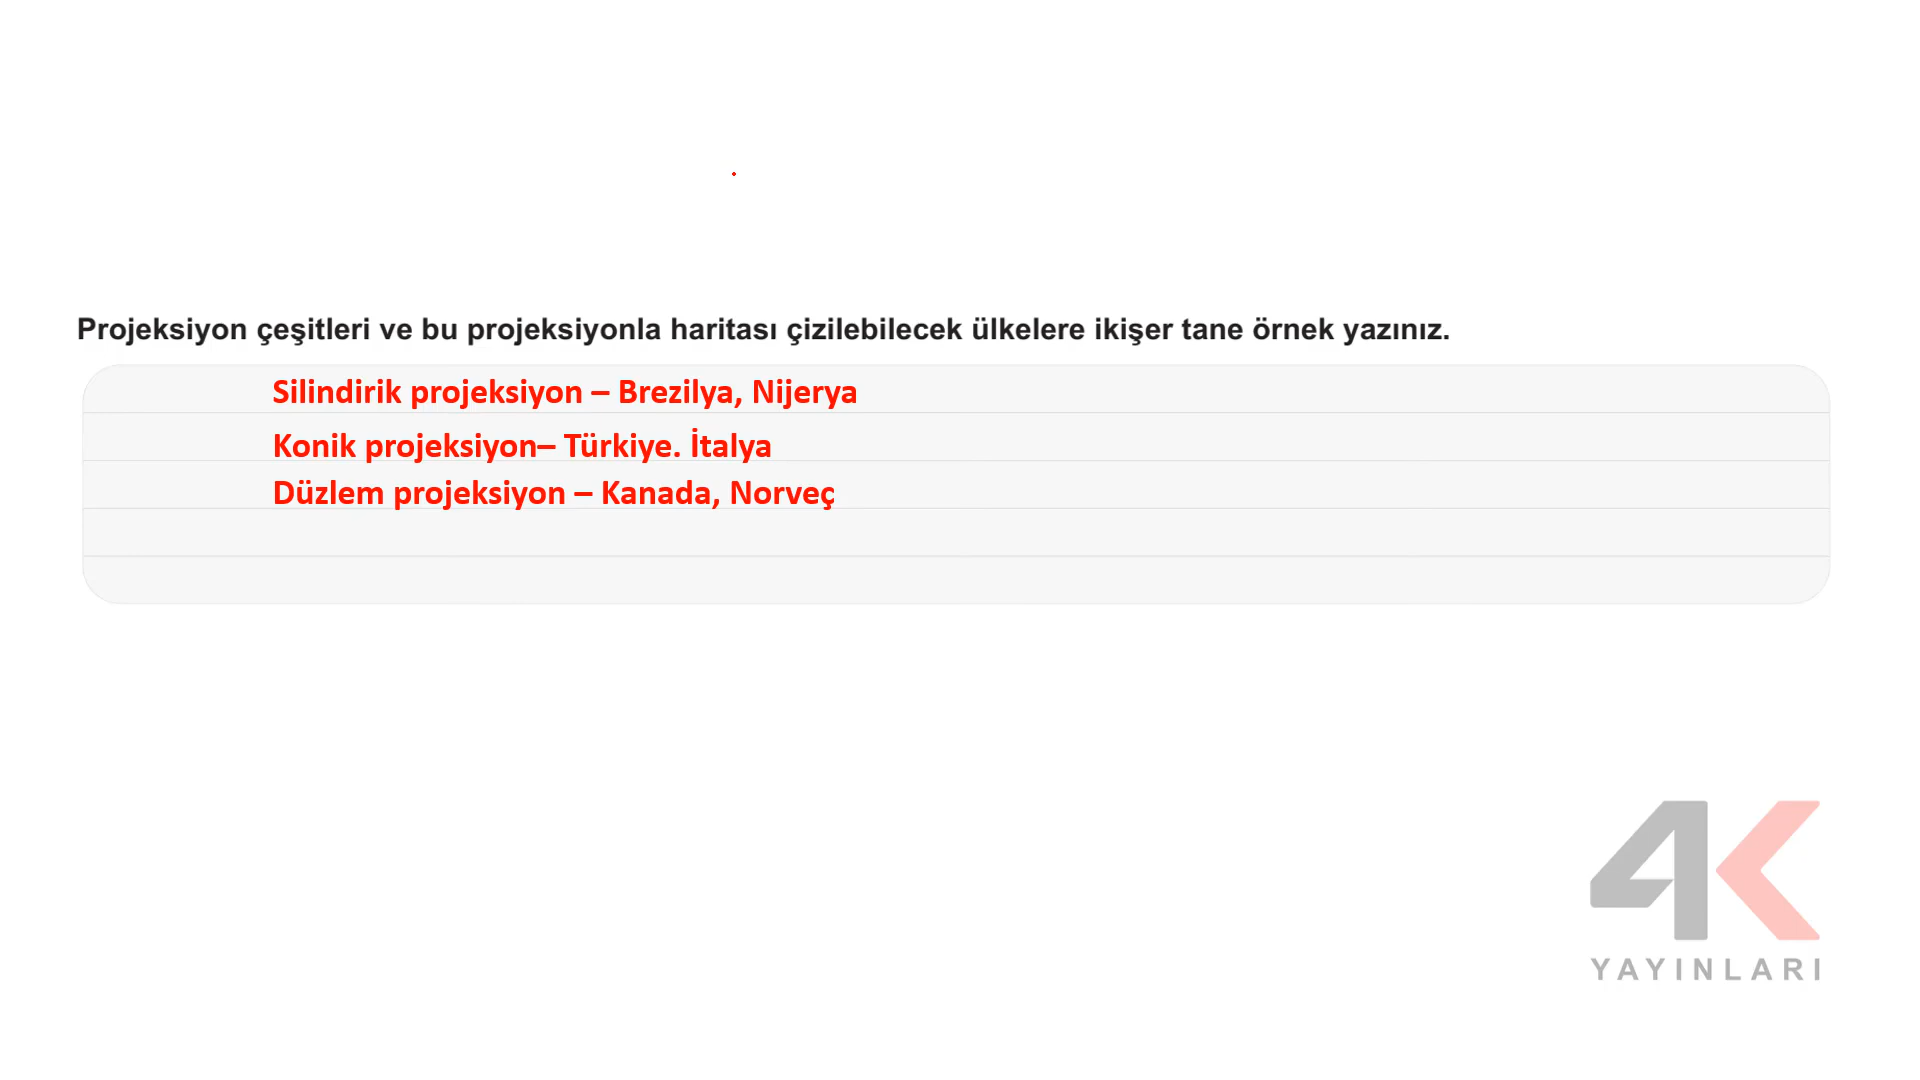 Projeksiyon çeşitleri ve bu projeksiyonla haritası çizilebilecek ülkelere ikişer tane örnek yazınız.
Silindirik projeksiyon – Brezilya, Nijerya
Konik projeksiyon– Türkiye. İtalya
Düzlem projeksiyon – Kanada, Norveç
4K
YAYINLARI